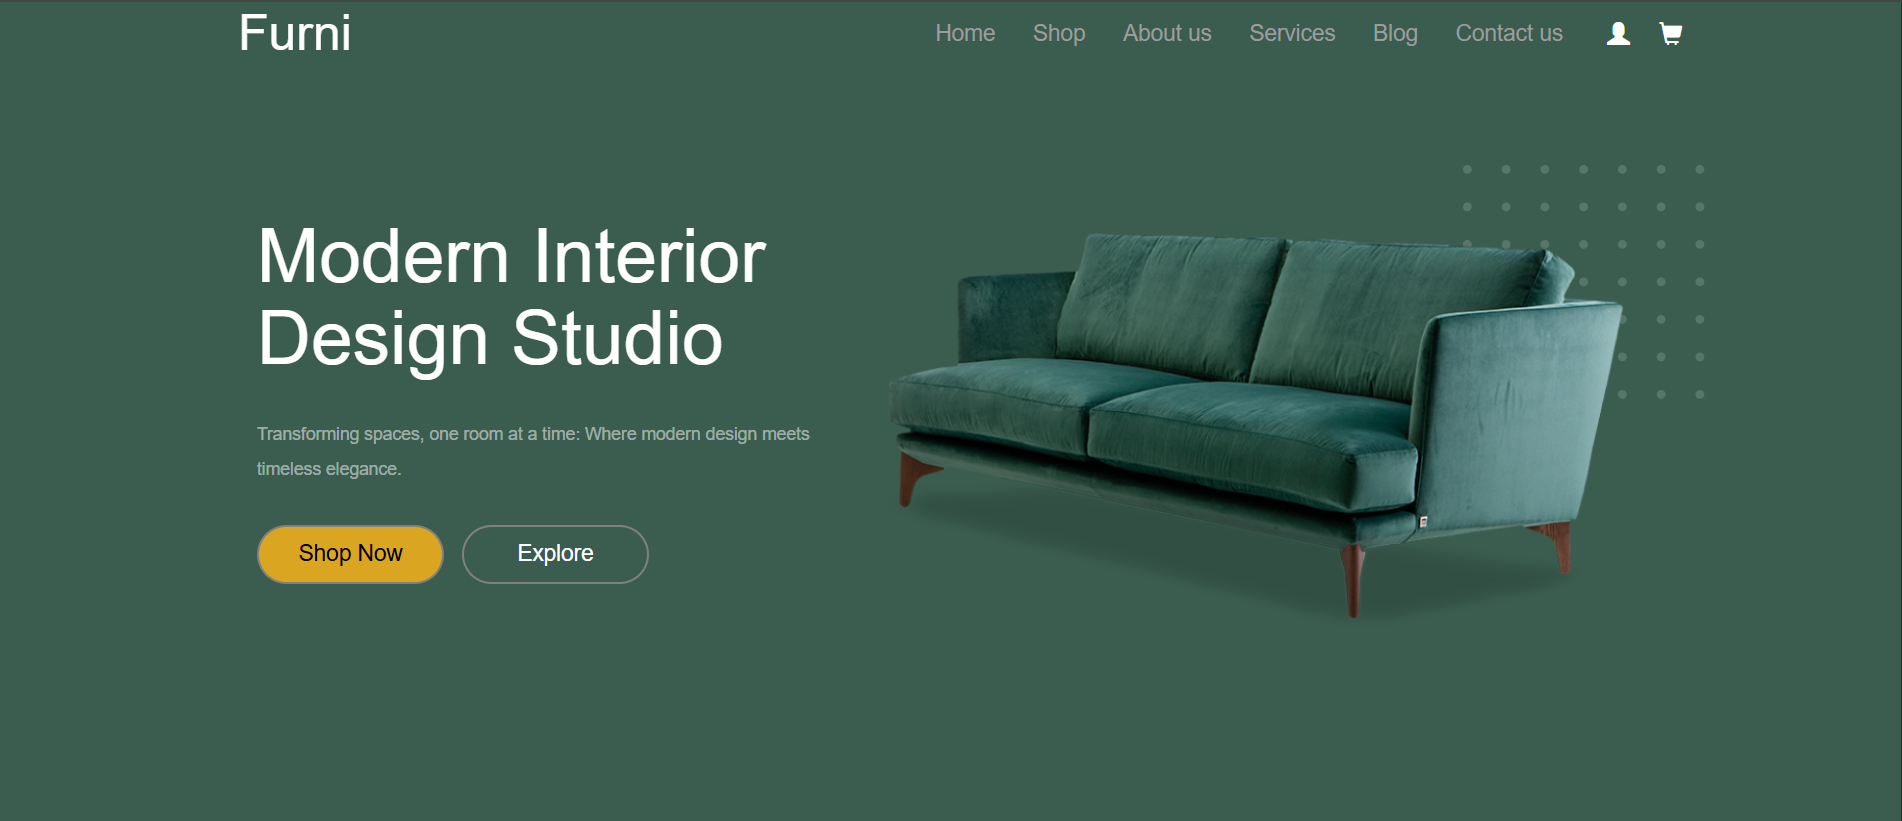 Furni
Home Shop About us Services Blog Contact us
Modern Interior
Design Studio
Transforming spaces, one room at a time: Where modern design meets
timeless elegance.
Shop Now Explore